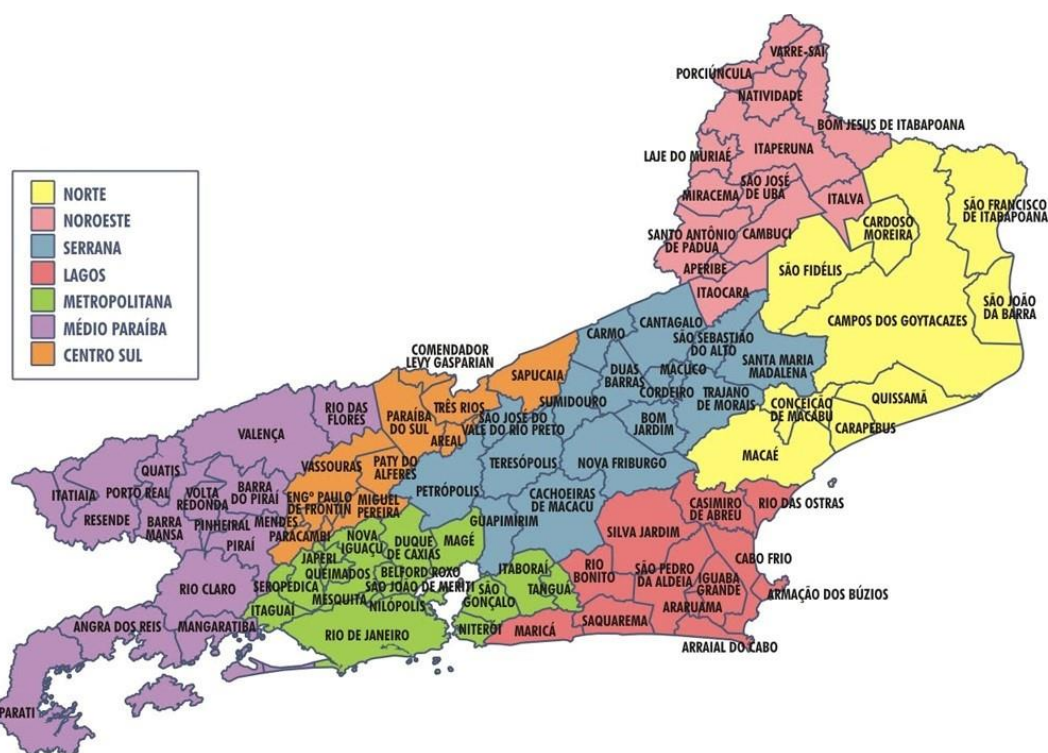 NORTE
NOROESTE
SERRANA
LAGOS
METROPOLITANA
MÉDIO PARAÍBA
CENTRO SUL
VARRE-SAI
PORCIÚNCULA
NATIVIDADE
BOM JESUS DE ITABAPOANA
ITAPERUNA
LAJE DO MURIAÉ
SÃO JOSÉ
DE UBÁ
MIRACEMA
ITALVA
SÃO FRANCISCO
DE ITABAPOANA
CARDOSO
MOREIRA
SANTO ANTÔNIO
DE PÁDUA
CAMBUCI
APERIBE
SÃO FIDÉLIS
ITAOCARA
SÃO JOÃO
DA BARRA
CAMPOS DOS GOYTACAZES
CANTAGALO
CARMO
SÃO SEBASTIÃO
DO ALTO
COMENDADOR
LEVY GASPARIAN
SAPUCAIA
DUAS
BARRAS
MACUCO
SANTA MARIA
MADALENA
CORDEIRO
TRAJANO
DE MORAIS
SUMIDOURO
QUISSAMÃ
CONCEIÇÃO
DE MACABU
CARAPEBUS
RIO DAS
FLORES
PARAÍBA
DO SUL
TRÊS RIOS
AREAL
SÃO JOSÉ DO
VALE DO RIO PRETO
BOM
JARDIM
VALENÇA
MACAÉ
VASSOURAS
PATY DO
ALFERES
TERESÓPOLIS
NOVA FRIBURGO
QUATIS
ITATIAIA
PORTO REAL
VOLTA
REDONDA
BARRA
DO PIRAÍ
ENGº PAULO
DE FRONTIN
MIGUEL
PEREIRA
PETRÓPOLIS
CACHOEIRAS
DE MACACU
CASIMIRO
DE ABREU
RIO DAS OSTRAS
RESENDE
BARRA
MANSA
PINHEIRAL
MENDES
PARACAMBI
PIRAÍ
GUAPIMIRIM
NOVA
IGUAÇU
DUQUE
DE CAXIAS
MAGÉ
SILVA JARDIM
JAPERI
QUEIMADOS
BELFORD ROXO
ITABORAÍ
RIO
BONITO
SÃO PEDRO
DA ALDEIA
CABO FRIO
RIO CLARO
SEROPÉDICA
MESQUITA
SÃO JOÃO DE MERITI
NILÓPOLIS
SÃO
GONÇALO
TANGUÁ
IGUABA
GRANDE
ARMAÇÃO DOS BÚZIOS
ITAGUAÍ
ARARUAMA
ANGRA DOS REIS
MANGARATIBA
RIO DE JANEIRO
NITERÓI
MARICÁ
SAQUAREMA
ARRAIAL DO CABO
PARATI